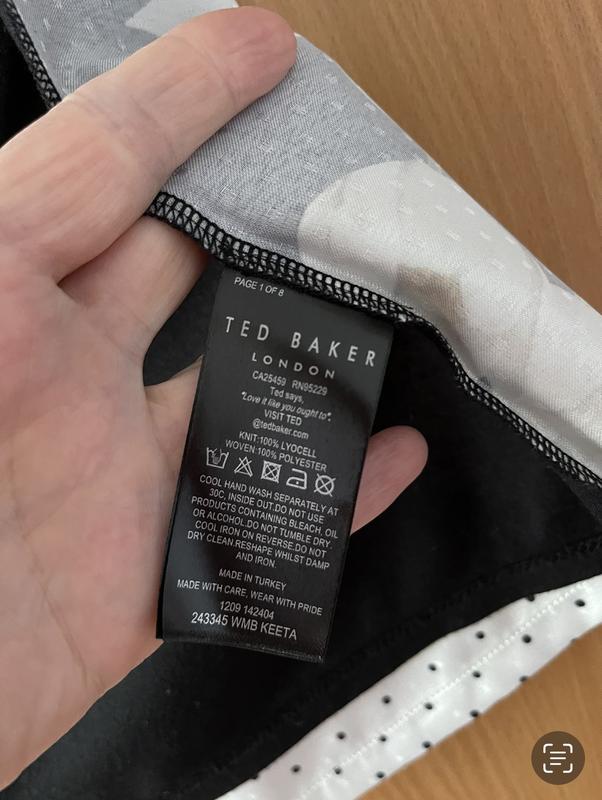 PAGE 1 OF 8
TED BAKER
LONDON
CA25459 RN95229
Ted says,
"Love it like you ought to".
VISIT TED
@tedbaker.com
KNIT:100% LYOCELL
WOVEN:100% POLYESTER
COOL HAND WASH SEPARATELY AT
30C, INSIDE OUT.DO NOT USE
PRODUCTS CONTAINING BLEACH, OIL
OR ALCOHOL.DO NOT TUMBLE DRY.
COOL IRON ON REVERSE.DO NOT
DRY CLEAN.RESHAPE WHILST DAMP
AND IRON.
MADE IN TURKEY
MADE WITH CARE, WEAR WITH PRIDE
1209 142404
243345 WMB KEETA